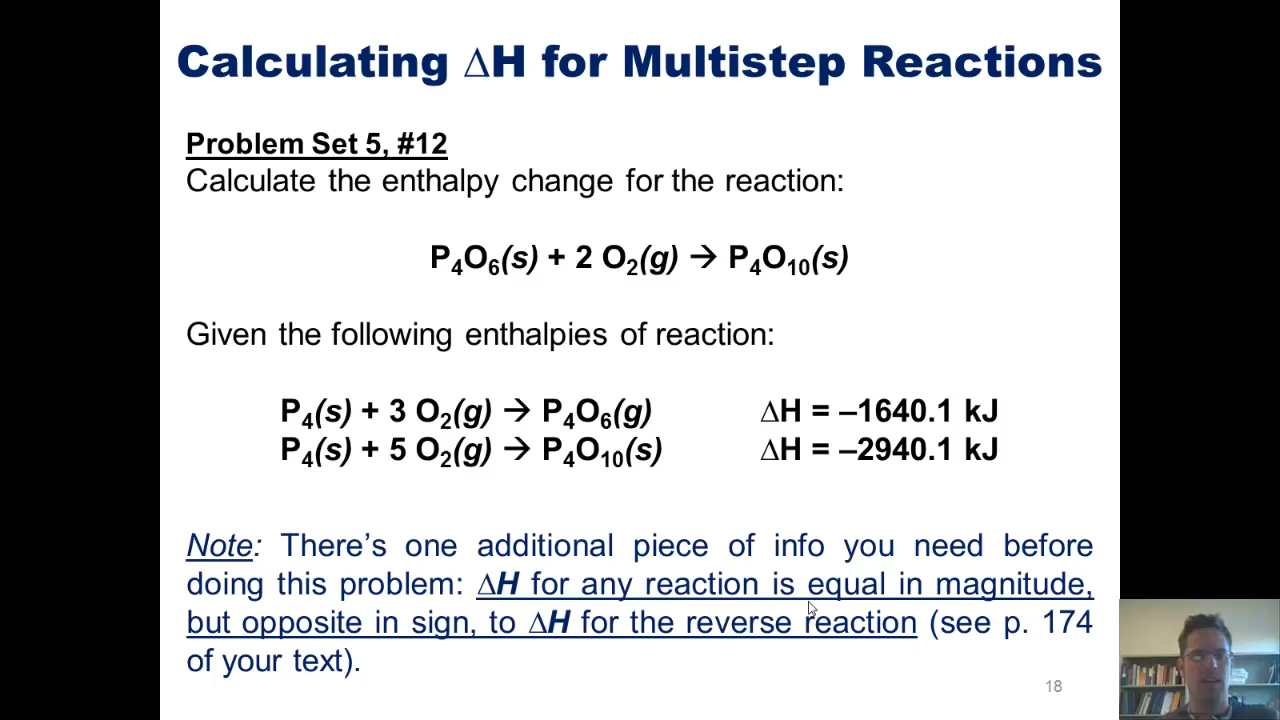 Calculating ∆H for Multistep Reactions
Problem Set 5, #12
Calculate the enthalpy change for the reaction:
P₄O₆(s) + 2 O₂(g) → P₄O₁₀(s)
Given the following enthalpies of reaction:
P₄(s) + 3 O₂(g) → P₄O₆(g) ∆H = –1640.1 kJ
P₄(s) + 5 O₂(g) → P₄O₁₀(s) ∆H = –2940.1 kJ
Note: There’s one additional piece of info you need before
doing this problem: ∆H for any reaction is equal in magnitude,
but opposite in sign, to ∆H for the reverse reaction (see p. 174
of your text).
18